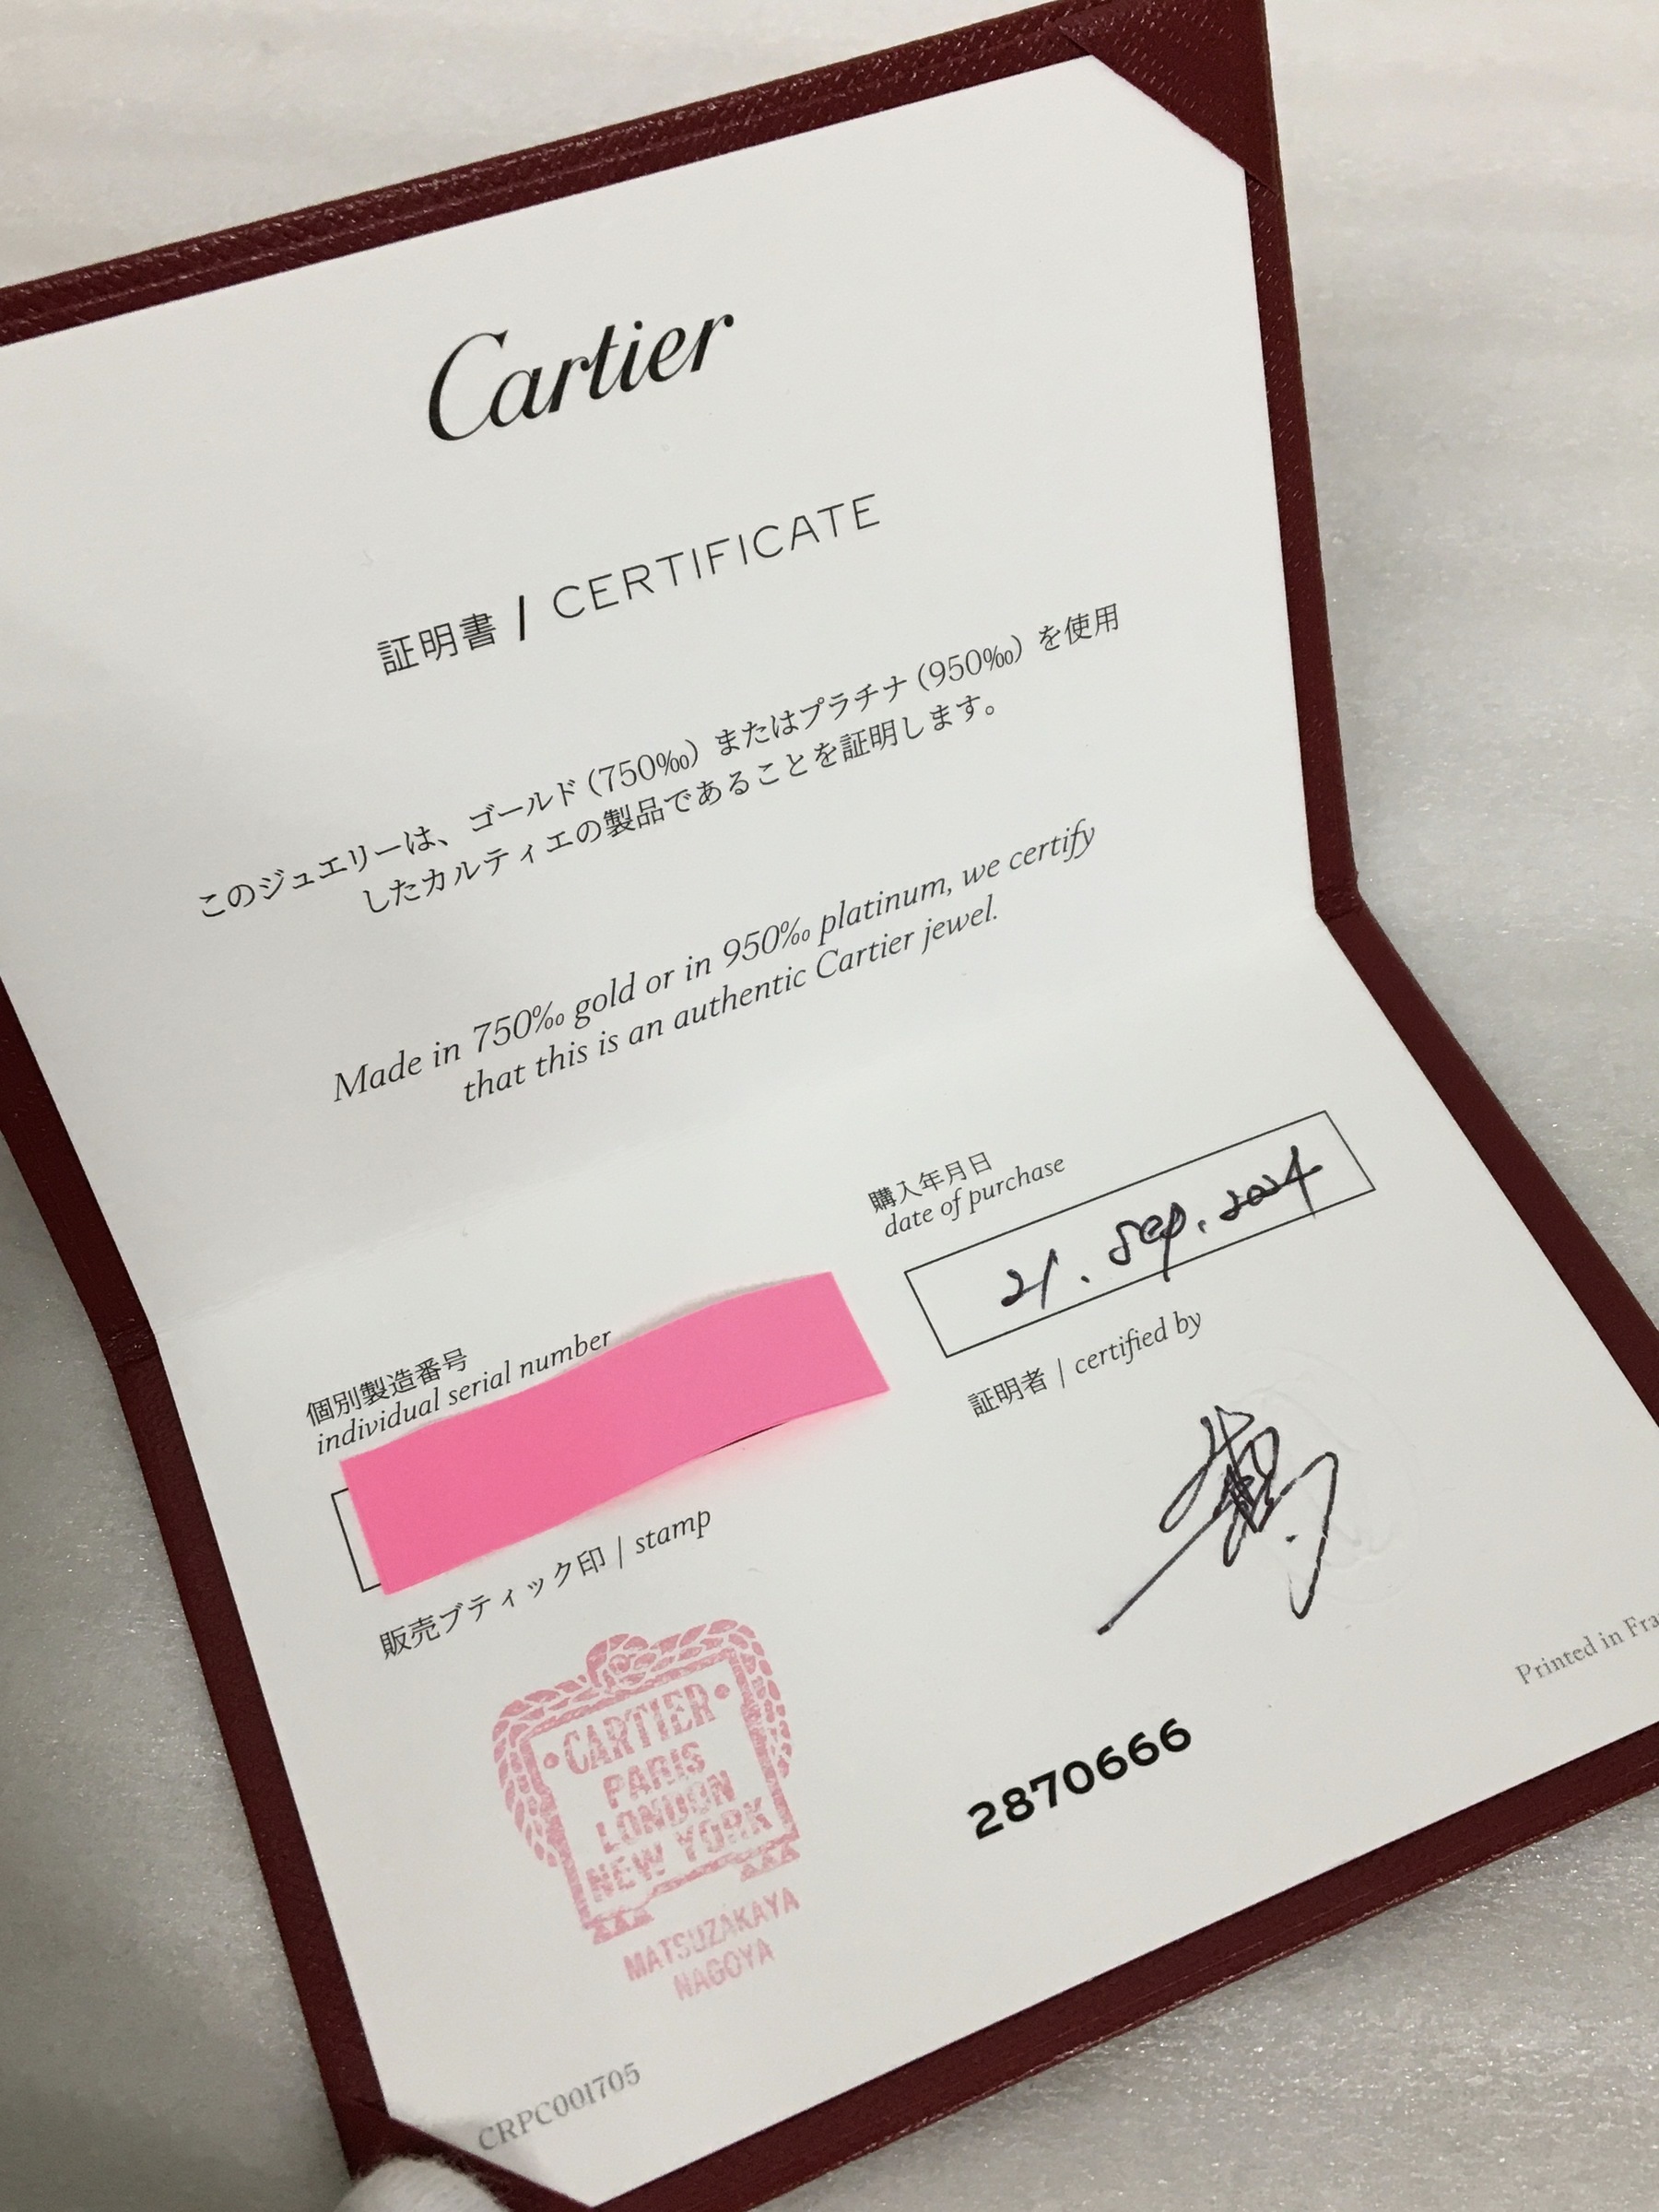 Cartier
証明書 / CERTIFICATE
このジュエリーは、ゴールド（750‰）またはプラチナ（950‰）を使用
したカルティエの製品であることを証明します。
Made in 750‰ gold or in 950‰ platinum, we certify
that this is an authentic Cartier jewel.
購入年月日
date of purchase
21. Sep. 2024
個別製造番号
individual serial number
証明者 / certified by
販売ブティック印 / stamp
CARTIER
PARIS
LONDON
NEW YORK
MATSUZAKAYA
NAGOYA
2870666
Printed in Fra
CRPC001705